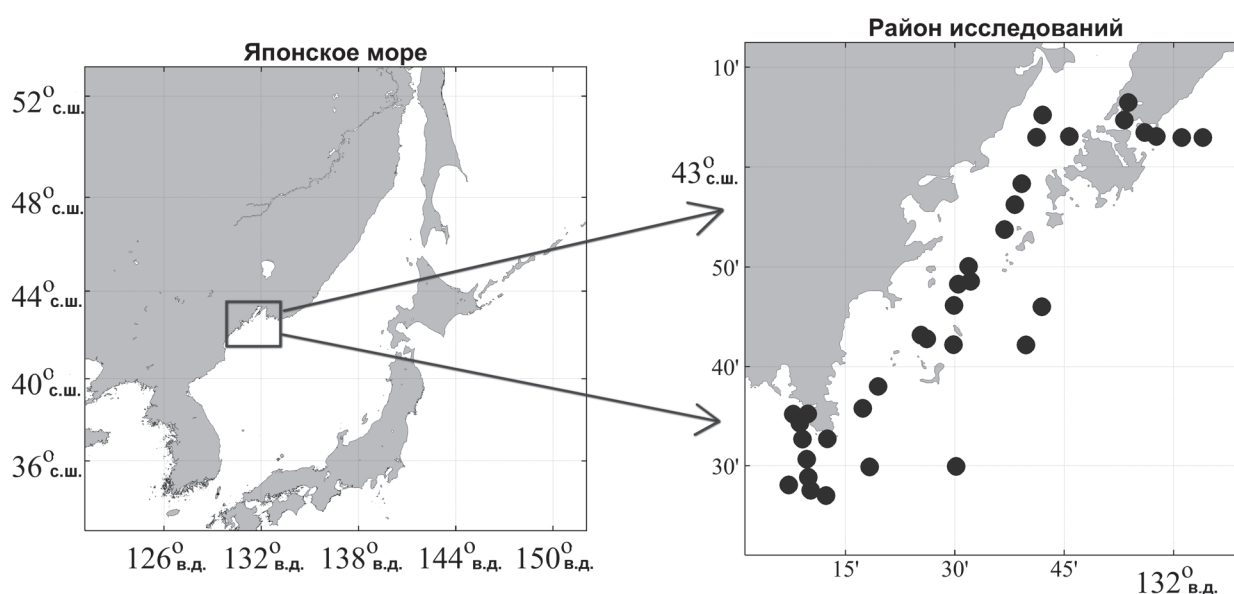 Японское море
52° с.ш.
48° с.ш.
44° с.ш.
40° с.ш.
36° с.ш.
126° в.д. 132° в.д. 138° в.д. 144° в.д. 150° в.д.
Район исследований
10'
43° с.ш.
50'
40'
30'
15' 30' 45' 132° в.д.